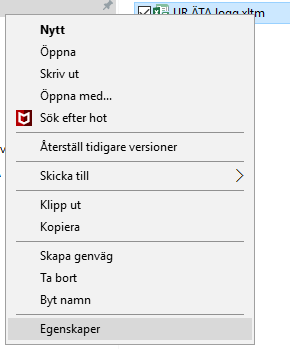 UR ÄTA logg.xltm
Nytt
Öppna
Skriv ut
Öppna med...
Sök efter hot
Återställ tidigare versioner
Skicka till
Klipp ut
Kopiera
Skapa genväg
Ta bort
Byt namn
Egenskaper